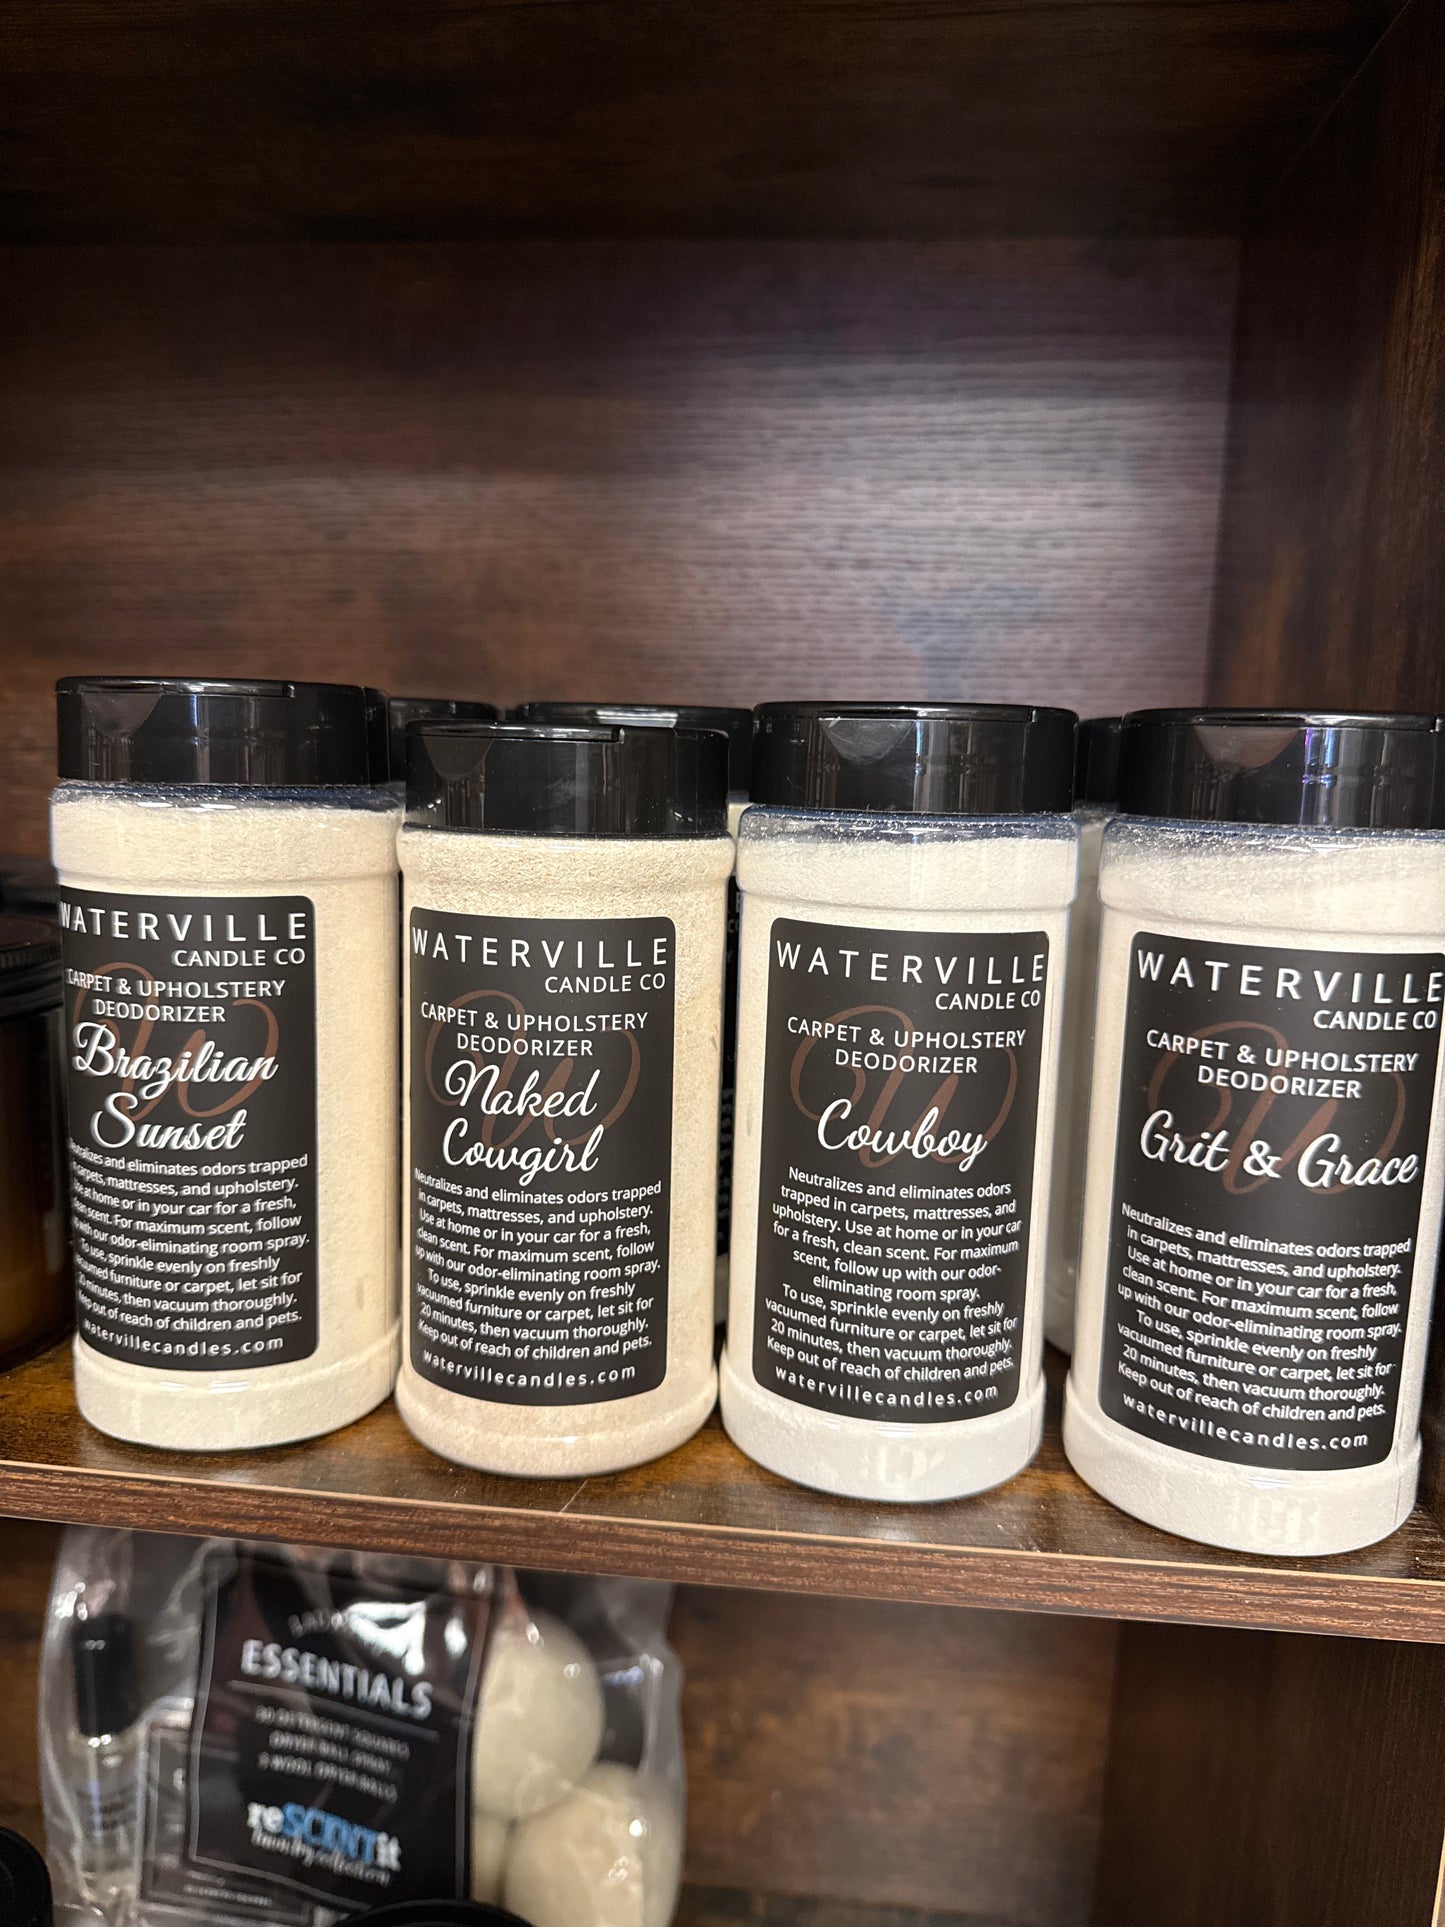 WATERVILLE
CANDLE CO
CARPET & UPHOLSTERY
DEODORIZER
Brazilian
Sunset
Neutralizes and eliminates odors trapped
in carpets, mattresses, and upholstery.
Use at home or in your car for a fresh,
clean scent. For maximum scent, follow
up with our odor-eliminating room spray.
To use, sprinkle evenly on freshly
vacuumed furniture or carpet, let sit for
20 minutes, then vacuum thoroughly.
Keep out of reach of children and pets.
watervillecandles.com
WATERVILLE
CANDLE CO
CARPET & UPHOLSTERY
DEODORIZER
Naked
Cowgirl
Neutralizes and eliminates odors trapped
in carpets, mattresses, and upholstery.
Use at home or in your car for a fresh,
clean scent. For maximum scent, follow
up with our odor-eliminating room spray.
To use, sprinkle evenly on freshly
vacuumed furniture or carpet, let sit for
20 minutes, then vacuum thoroughly.
Keep out of reach of children and pets.
watervillecandles.com
WATERVILLE
CANDLE CO
CARPET & UPHOLSTERY
DEODORIZER
Cowboy
Neutralizes and eliminates odors
trapped in carpets, mattresses, and
upholstery. Use at home or in your car
for a fresh, clean scent. For maximum
scent, follow up with our odor-
eliminating room spray.
To use, sprinkle evenly on freshly
vacuumed furniture or carpet, let sit for
20 minutes, then vacuum thoroughly.
Keep out of reach of children and pets.
watervillecandles.com
WATERVILLE
CANDLE CO
CARPET & UPHOLSTERY
DEODORIZER
Grit & Grace
Neutralizes and eliminates odors trapped
in carpets, mattresses, and upholstery.
Use at home or in your car for a fresh,
clean scent. For maximum scent, follow
up with our odor-eliminating room spray.
To use, sprinkle evenly on freshly
vacuumed furniture or carpet, let sit for
20 minutes, then vacuum thoroughly.
Keep out of reach of children and pets.
watervillecandles.com
ESSENTIALS
DRYER BALL SPRAY
3 WOOL DRYER BALLS
reSCENTit